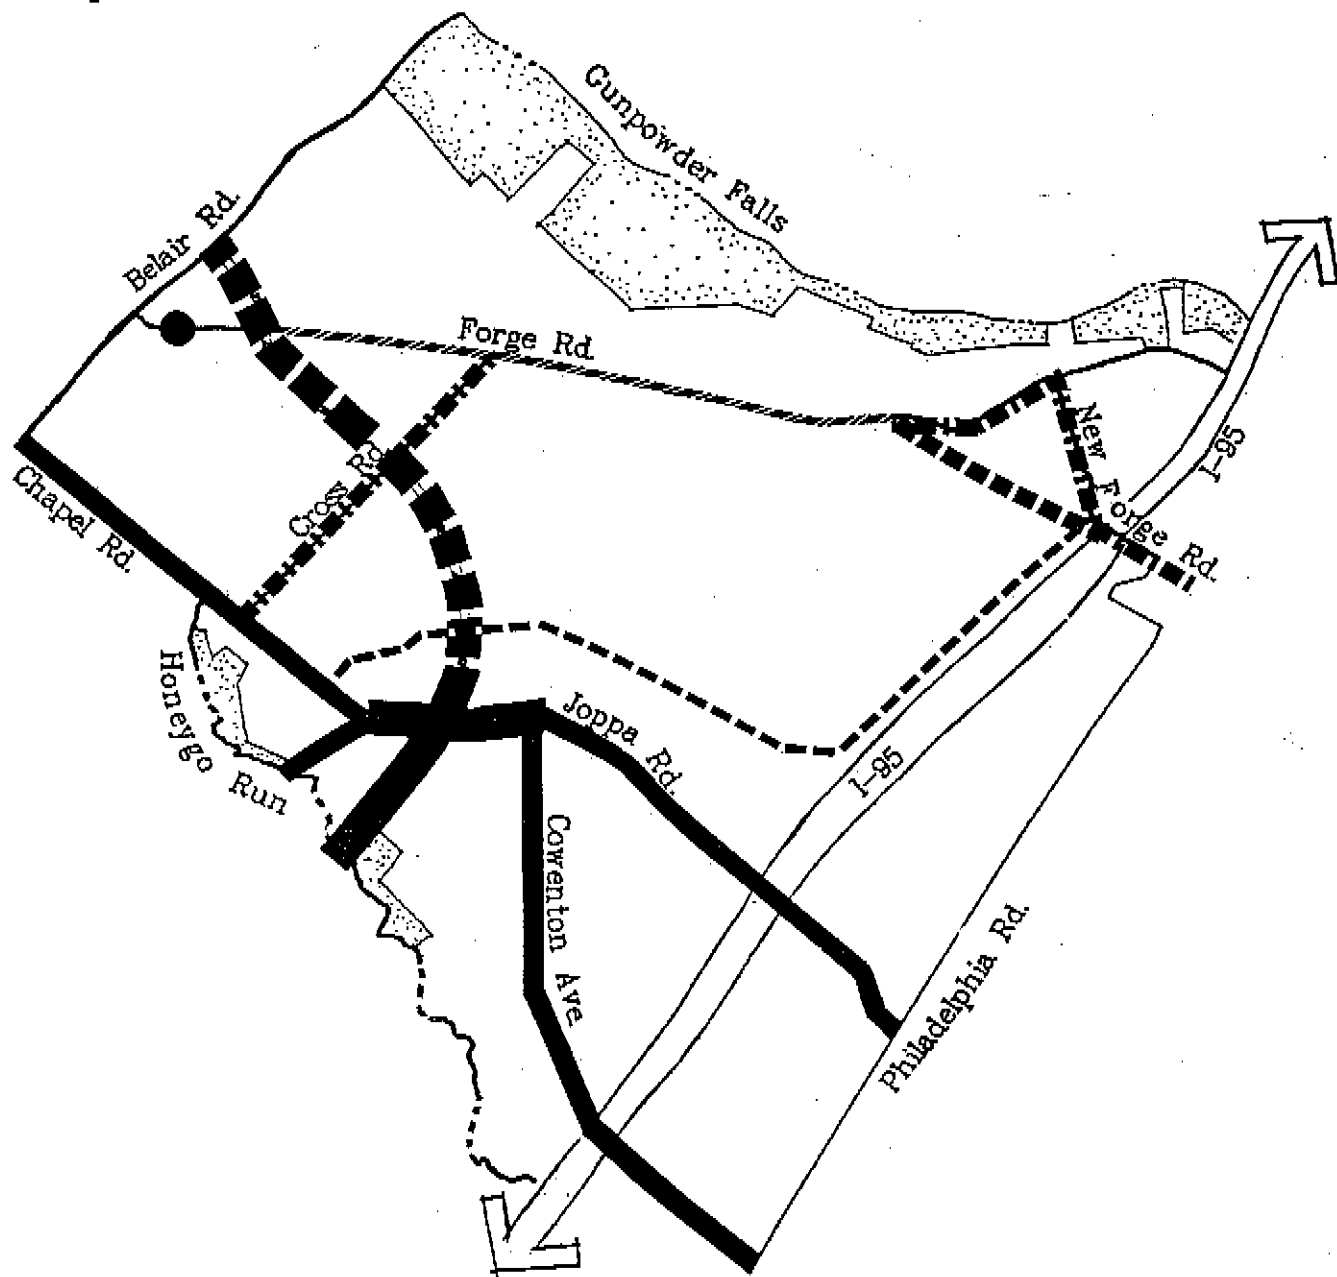 Gunpowder Falls
Belair Rd.
Forge Rd.
New Forge Rd.
I-95
Cross Rd.
Chapel Rd.
Honeygo Run
Joppa Rd.
I-95
Cowenton Ave
Philadelphia Rd.